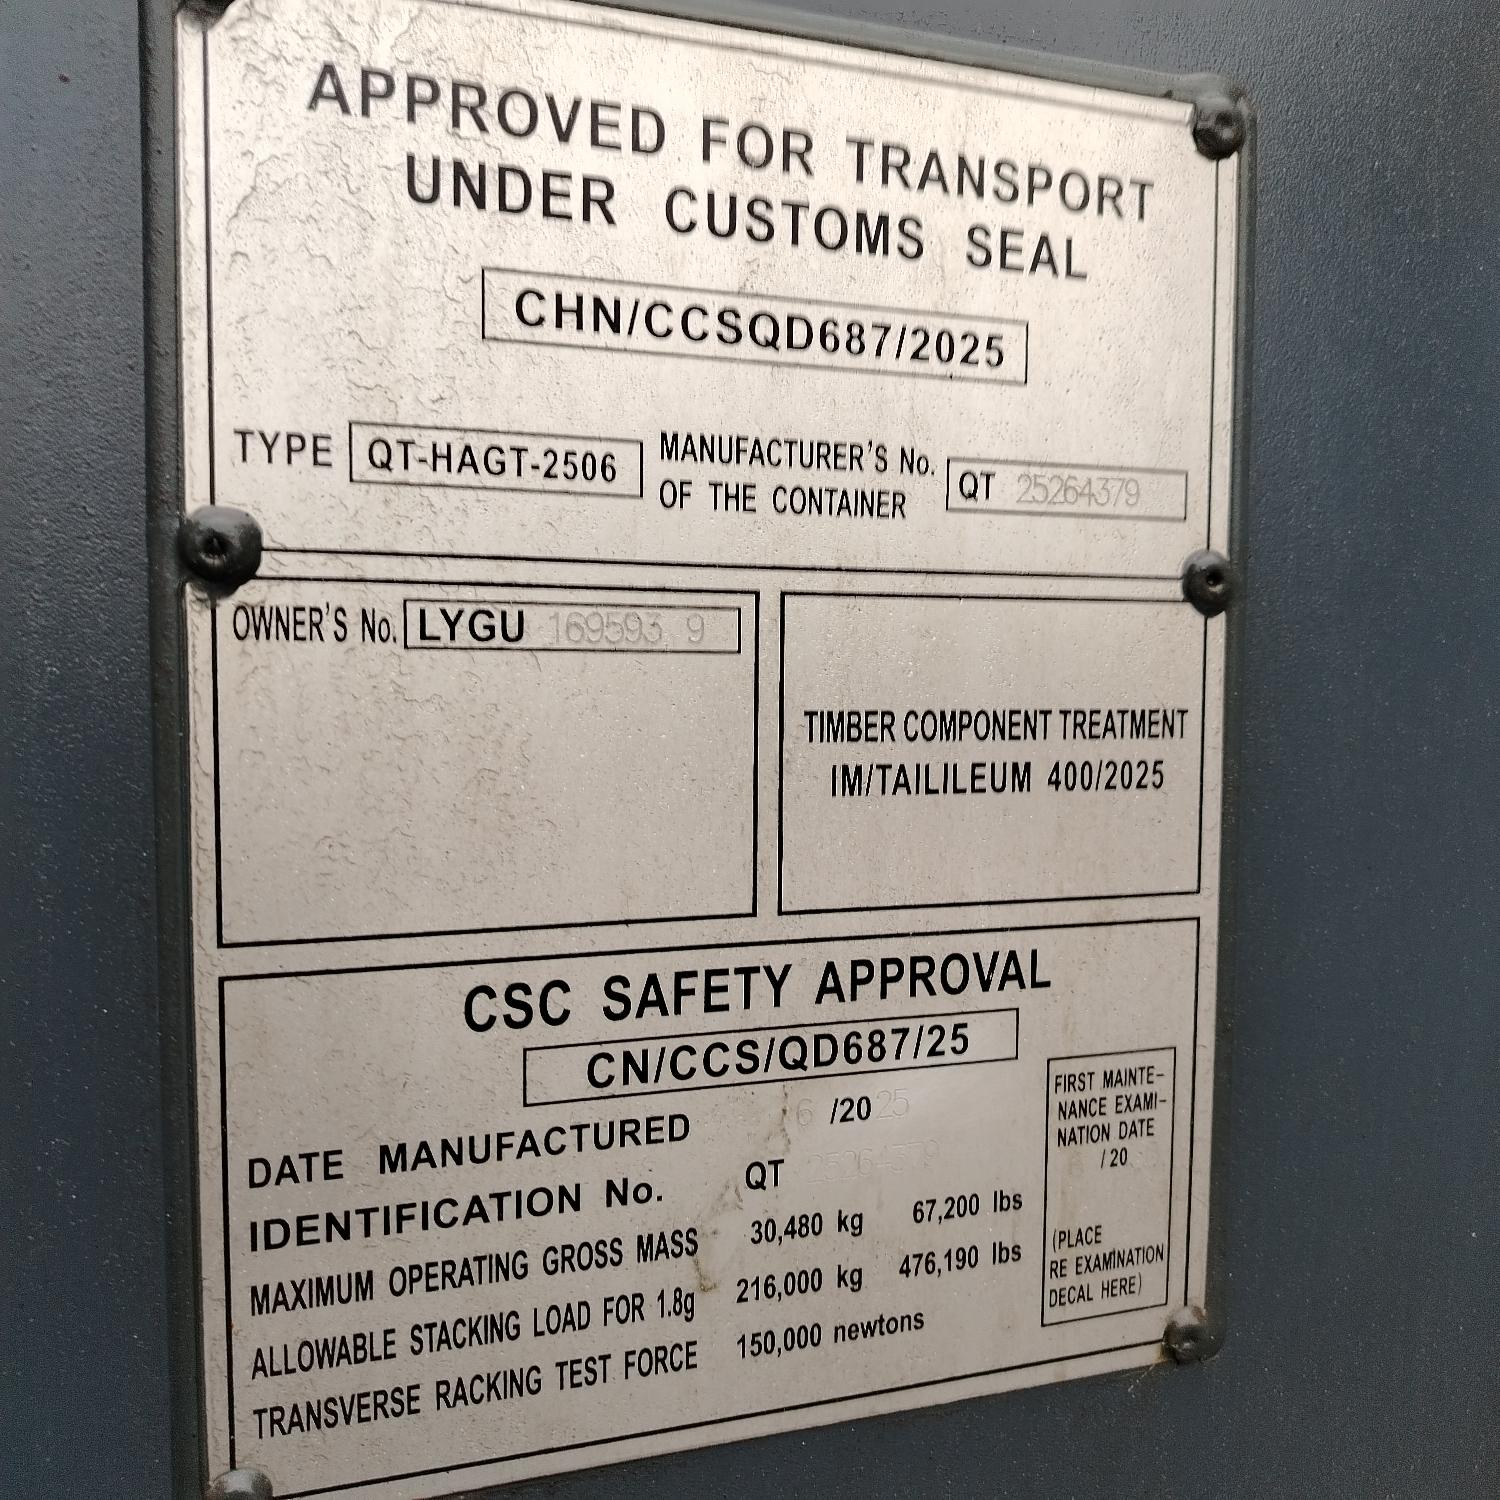 APPROVED FOR TRANSPORT
UNDER CUSTOMS SEAL
CHN/CCSQD687/2025
TYPE QT-HAGT-2506 MANUFACTURER'S No. OF THE CONTAINER QT 25264379
OWNER'S No. LYGU 169593 9
TIMBER COMPONENT TREATMENT
IM/TAILILEUM 400/2025
CSC SAFETY APPROVAL
CN/CCS/QD687/25
DATE MANUFACTURED 6 /2025
IDENTIFICATION No. QT 25264379
MAXIMUM OPERATING GROSS MASS 30,480 kg 67,200 lbs
ALLOWABLE STACKING LOAD FOR 1.8g 216,000 kg 476,190 lbs
TRANSVERSE RACKING TEST FORCE 150,000 newtons
FIRST MAINTE-
NANCE EXAMI-
NATION DATE
/20
(PLACE
RE EXAMINATION
DECAL HERE)